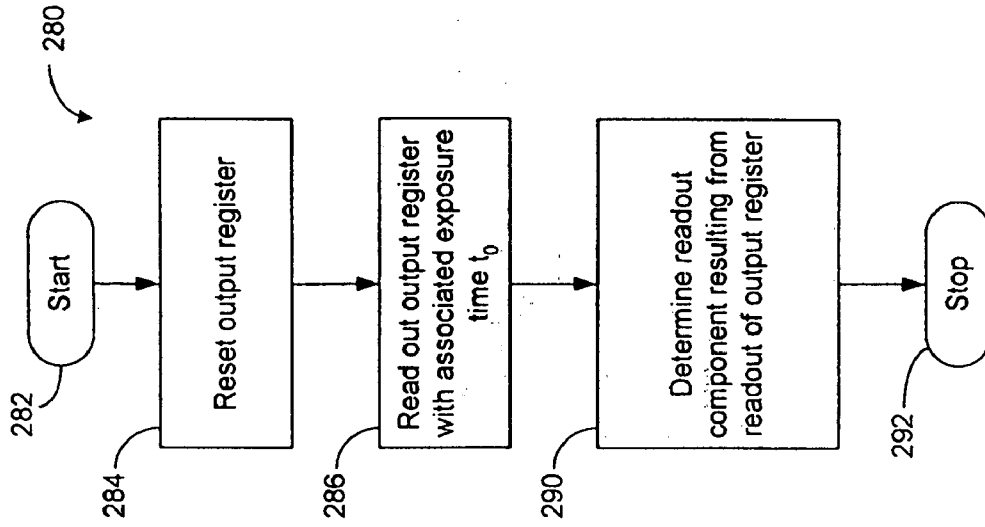 280
Start
282
Reset output register
284
Read out output register
with associated exposure
time t₀
286
Determine readout
component resulting from
readout of output register
290
Stop
292